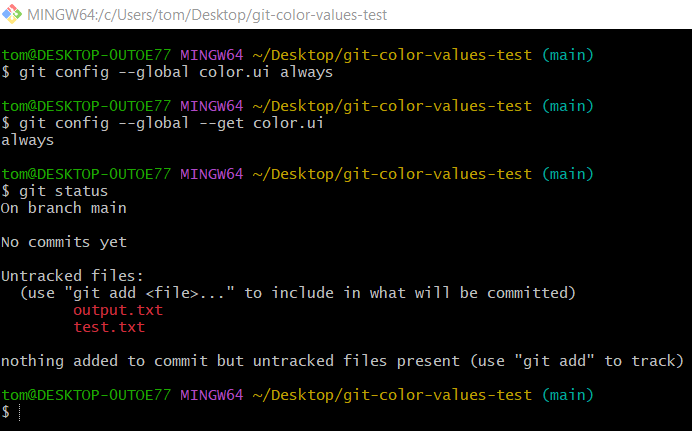 MINGW64:/c/Users/tom/Desktop/git-color-values-test
tom@DESKTOP-OUTOE77 MINGW64 ~/Desktop/git-color-values-test (main)
$ git config --global color.ui always
tom@DESKTOP-OUTOE77 MINGW64 ~/Desktop/git-color-values-test (main)
$ git config --global --get color.ui
always
tom@DESKTOP-OUTOE77 MINGW64 ~/Desktop/git-color-values-test (main)
$ git status
On branch main
No commits yet
Untracked files:
  (use "git add <file>..." to include in what will be committed)
        output.txt
        test.txt
nothing added to commit but untracked files present (use "git add" to track)
tom@DESKTOP-OUTOE77 MINGW64 ~/Desktop/git-color-values-test (main)
$